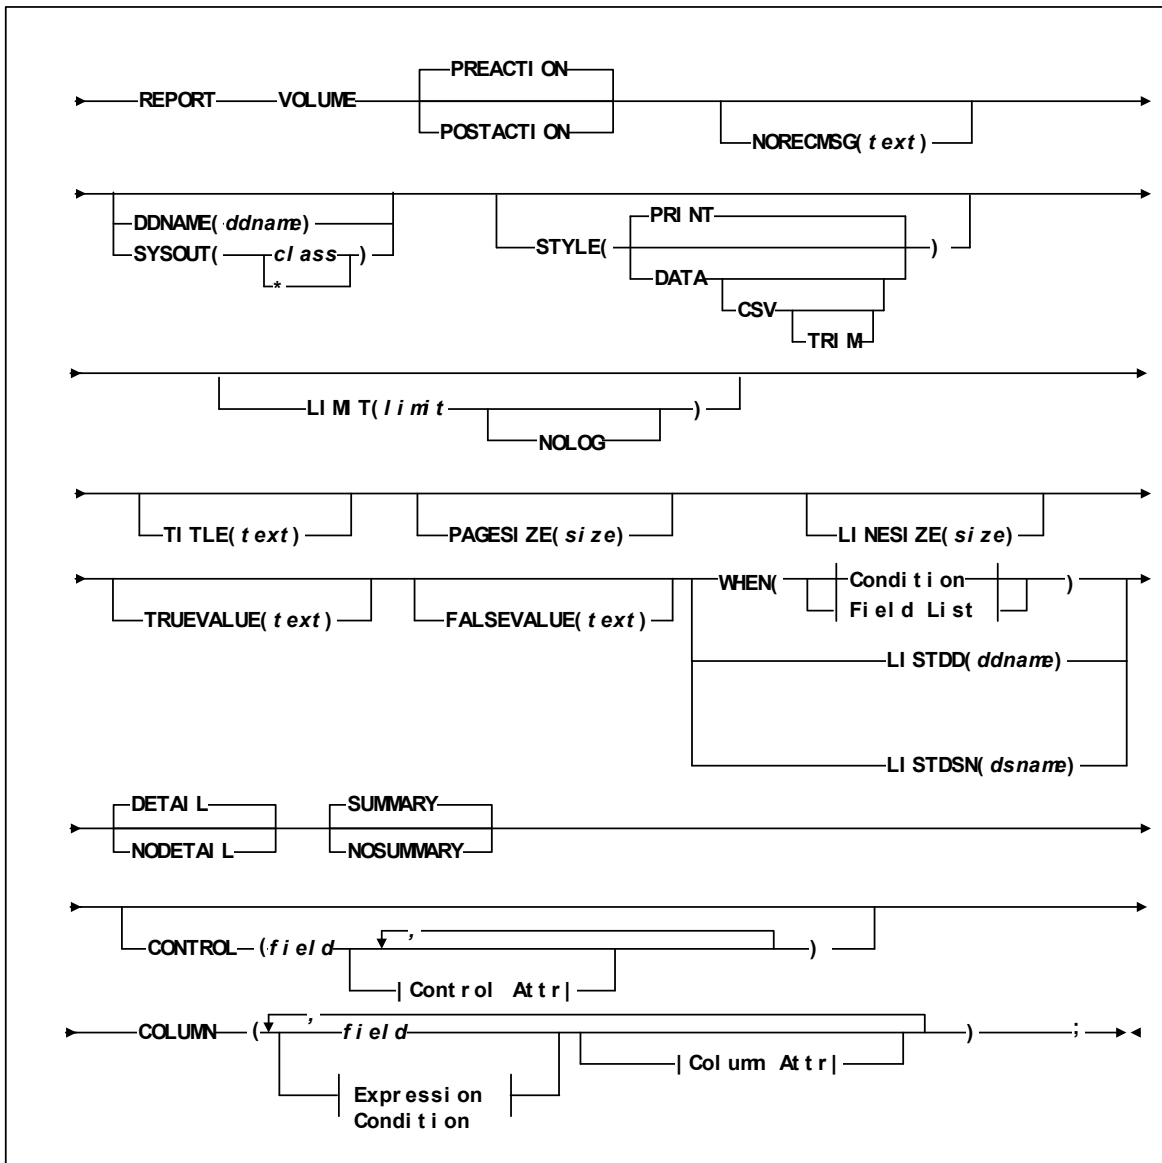 PREACTION
REPORT VOLUME
POSTACTION
NORECMSG(text)
DDNAME(ddname)
SYSOUT( class )
*
STYLE( PRINT )
DATA
CSV
TRIM
LIMIT(limit )
NOLOG
TITLE(text) PAGESIZE(size) LINESIZE(size)
TRUEVALUE(text) FALSEVALUE(text) WHEN( Condition )
Field List
LISTDD(ddname)
LISTDSN(dsname)
DETAIL SUMMARY
NODETAIL NOSUMMARY
,
CONTROL (field )
|Control Attr|
,
COLUMN ( field ) ;
|Column Attr|
Expression
Condition